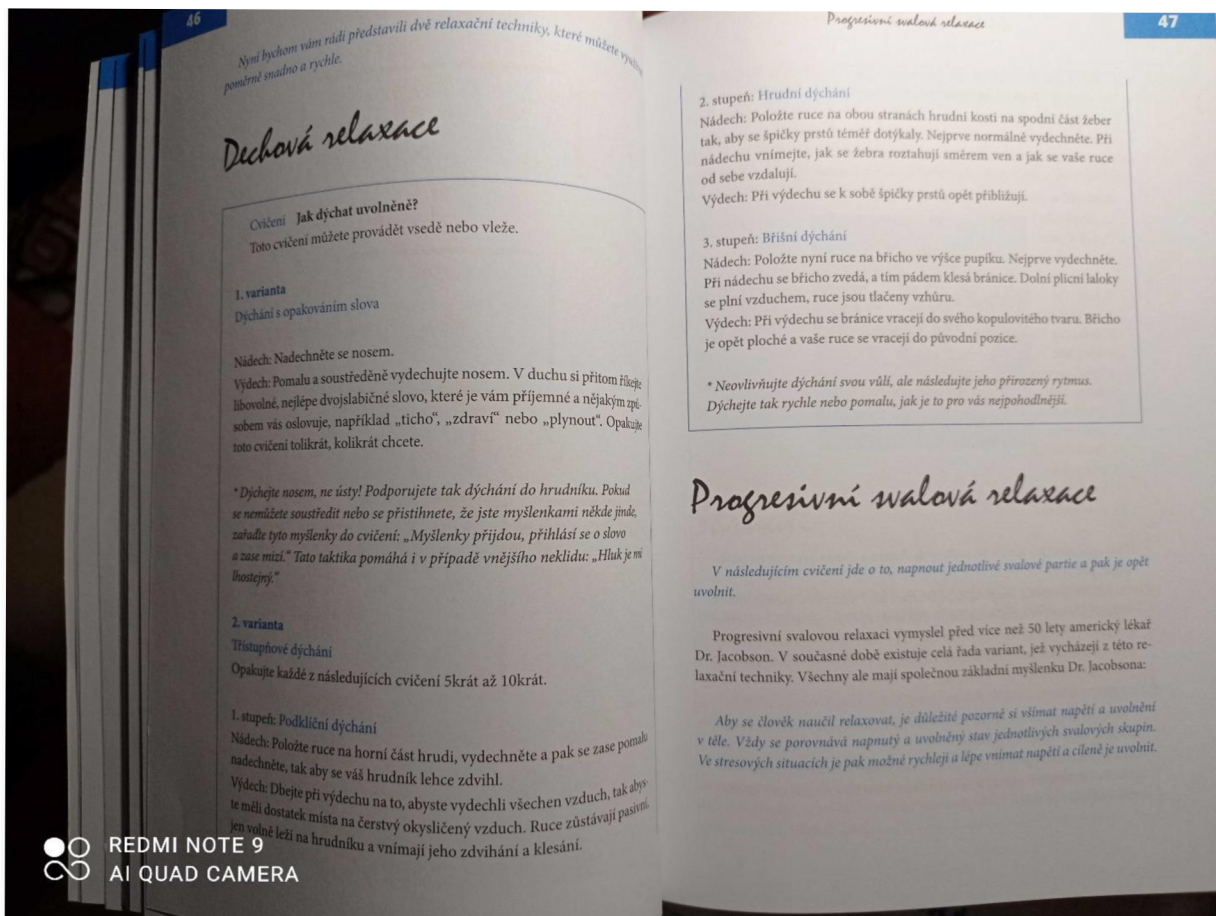 46
Nyní bychom vám rádi představili dvě relaxační techniky, které můžete
poměrně snadno a rychle.
Dechová relaxace
Cvičení Jak dýchat uvolněně?
Toto cvičení můžete provádět vsedě nebo vleže.
1. varianta
Dýchání s opakováním slova
Nádech: Nadechněte se nosem.
Výdech: Pomalu a soustředěně vydechujte nosem. V duchu si přitom říkejte
libovolné, nejlépe dvojslabičné slovo, které je vám příjemné a nějakým způ-
sobem vás oslovuje, například „ticho“, „zdraví“ nebo „plynout“. Opakujte
toto cvičení tolikrát, kolikrát chcete.
* Dýchejte nosem, ne ústy! Podporujete tak dýchání do hrudníku. Pokud
se nemůžete soustředit nebo se přistihnete, že jste myšlenkami někde jinde,
zařaďte tyto myšlenky do cvičení: „Myšlenky přijdou, přihlásí se o slovo
a zase mizí.“ Tato taktika pomáhá i v případě vnějšího neklidu: „Hluk je mi
lhostejný.“
2. varianta
Třístupňové dýchání
Opakujte každé z následujících cvičení 5krát až 10krát.
1. stupeň: Podklíční dýchání
Nádech: Položte ruce na horní část hrudi, vydechněte a pak se zase pomalu
nadechněte, tak aby se váš hrudník lehce zdvihl.
Výdech: Dbejte při výdechu na to, abyste vydechli všechen vzduch, tak abys-
te měli dostatek místa na čerstvý okysličený vzduch. Ruce zůstávají pasivní,
jen volně leží na hrudníku a vnímají jeho zdvihání a klesání.
Progresivní svalová relaxace
47
2. stupeň: Hrudní dýchání
Nádech: Položte ruce na obou stranách hrudní kosti na spodní část žeber
tak, aby se špičky prstů téměř dotýkaly. Nejprve normálně vydechněte. Při
nádechu vnímejte, jak se žebra roztahují směrem ven a jak se vaše ruce
od sebe vzdalují.
Výdech: Při výdechu se k sobě špičky prstů opět přibližují.
3. stupeň: Břišní dýchání
Nádech: Položte nyní ruce na břicho ve výšce pupíku. Nejprve vydechněte.
Při nádechu se břicho zvedá, a tím pádem klesá bránice. Dolní plicní laloky
se plní vzduchem, ruce jsou tlačeny vzhůru.
Výdech: Při výdechu se bránice vracejí do svého kopulovitého tvaru. Břicho
je opět ploché a vaše ruce se vracejí do původní pozice.
* Neovlivňujte dýchání svou vůlí, ale následujte jeho přirozený rytmus.
Dýchejte tak rychle nebo pomalu, jak je to pro vás nejpohodlnější.
Progresivní svalová relaxace
V následujícím cvičení jde o to, napnout jednotlivé svalové partie a pak je opět
uvolnit.
Progresivní svalovou relaxaci vymyslel před více než 50 lety americký lékař
Dr. Jacobson. V současné době existuje celá řada variant, jež vycházejí z této re-
laxační techniky. Všechny ale mají společnou základní myšlenku Dr. Jacobsona:
Aby se člověk naučil relaxovat, je důležité pozorně si všímat napětí a uvolnění
v těle. Vždy se porovnává napnutý a uvolněný stav jednotlivých svalových skupin.
Ve stresových situacích je pak možné rychleji a lépe vnímat napětí a cíleně je uvolnit.
REDMI NOTE 9
AI QUAD CAMERA